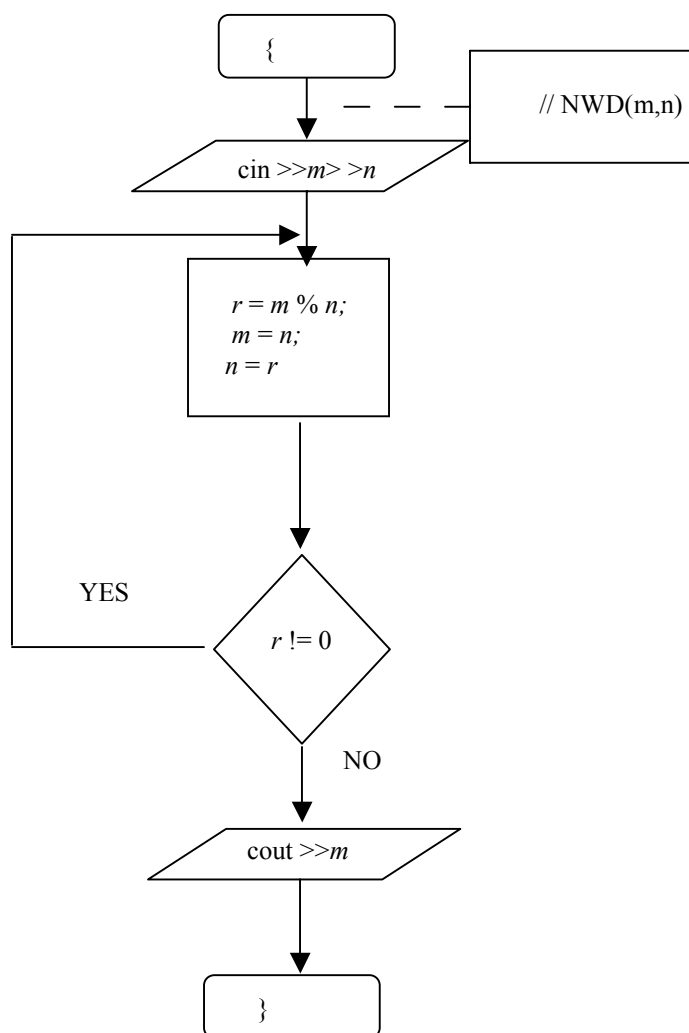 {
// NWD(m,n)
cin >>m> >n
r = m % n;
m = n;
n = r
YES
r != 0
NO
cout >>m
}